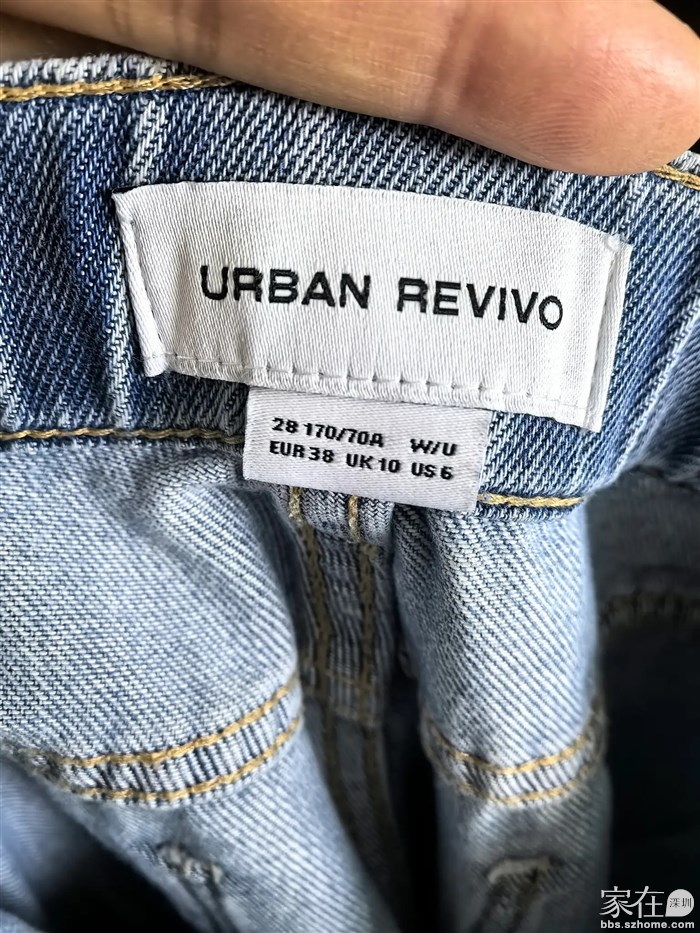 URBAN REVIVO
28 170/70A W/U
EUR 38 UK 10 US 6
家在深圳
bbs.szhome.com